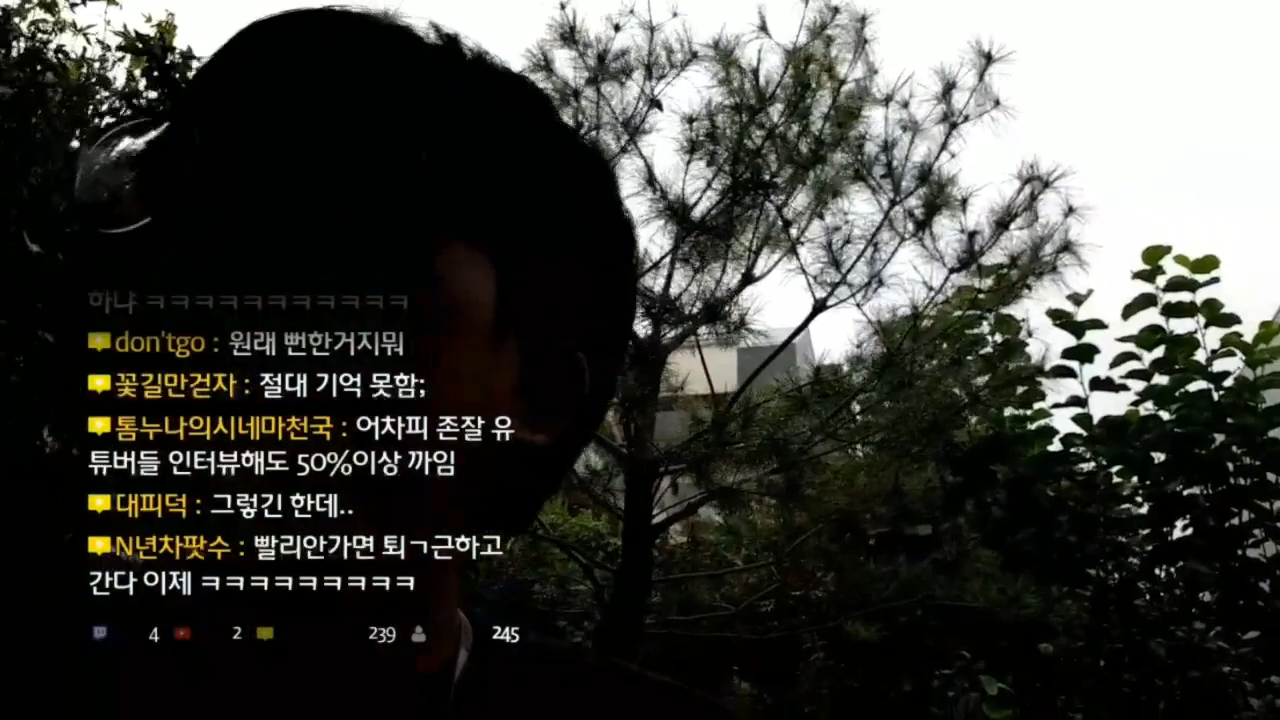 하냐 ㅋㅋㅋㅋㅋㅋㅋㅋㅋㅋㅋ
don'tgo : 원래 뻔한거지뭐
꽃길만걷자 : 절대 기억 못함;
톰누나의시네마천국 : 어차피 존잘 유
튜버들 인터뷰해도 50%이상 까임
대피덕 : 그렇긴 한데..
N년차팟수 : 빨리안가면 퇴ㄱ근하고
간다 이제 ㅋㅋㅋㅋㅋㅋㅋㅋㅋ
4 2 239 245